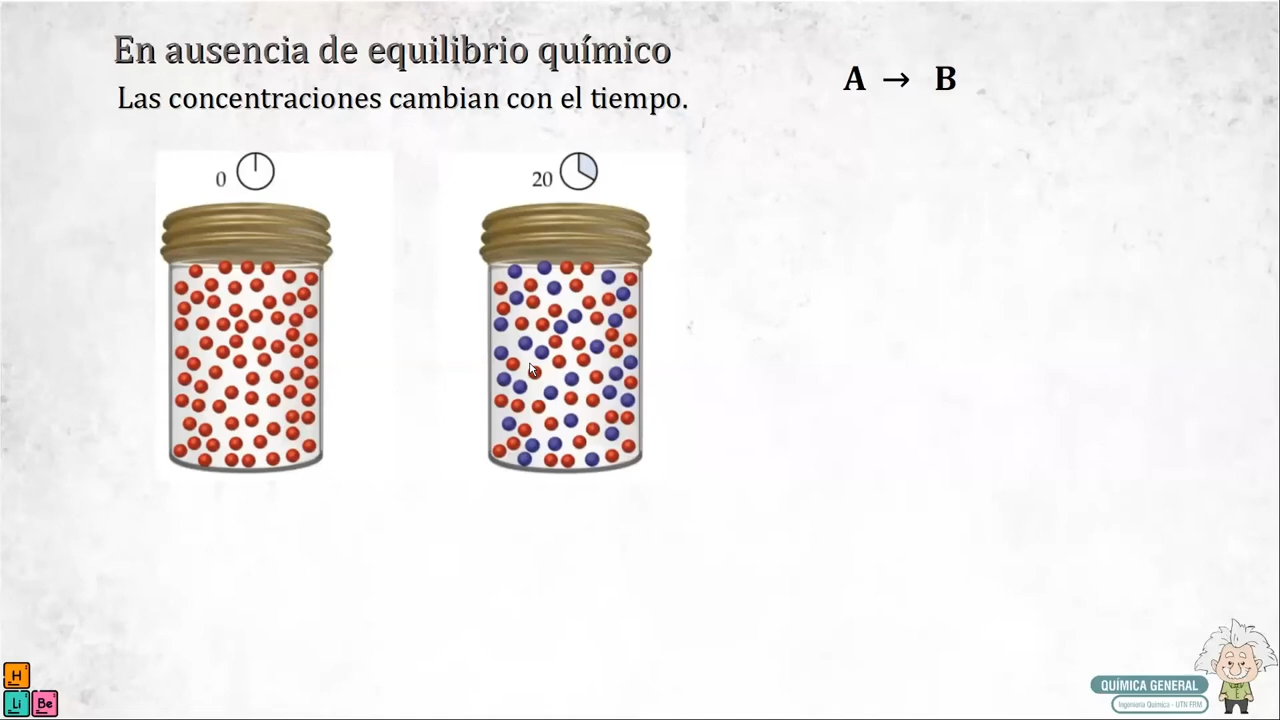 En ausencia de equilibrio químico
Las concentraciones cambian con el tiempo.
A → B
0
20
H
Li Be
QUÍMICA GENERAL
Ingeniería Química - UTN FRM